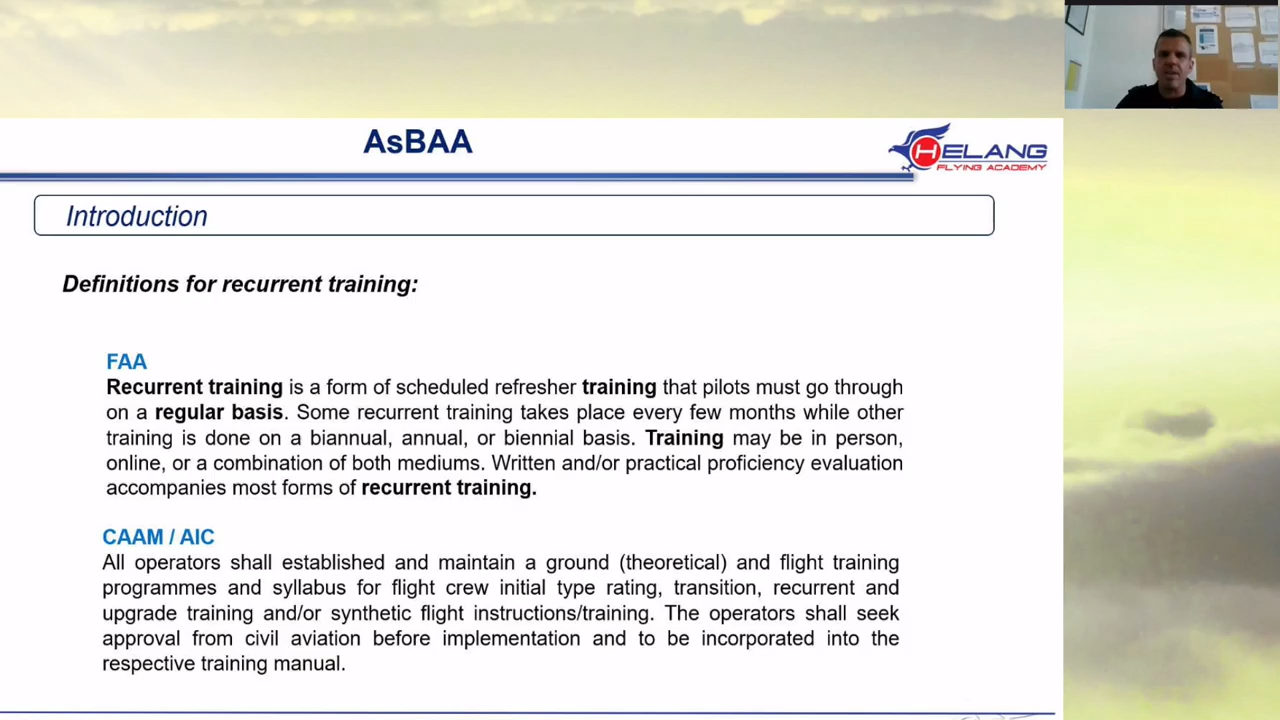 AsBAA
HELANG
FLYING ACADEMY
Introduction
Definitions for recurrent training:
FAA
Recurrent training is a form of scheduled refresher training that pilots must go through
on a regular basis. Some recurrent training takes place every few months while other
training is done on a biannual, annual, or biennial basis. Training may be in person,
online, or a combination of both mediums. Written and/or practical proficiency evaluation
accompanies most forms of recurrent training.
CAAM / AIC
All operators shall established and maintain a ground (theoretical) and flight training
programmes and syllabus for flight crew initial type rating, transition, recurrent and
upgrade training and/or synthetic flight instructions/training. The operators shall seek
approval from civil aviation before implementation and to be incorporated into the
respective training manual.